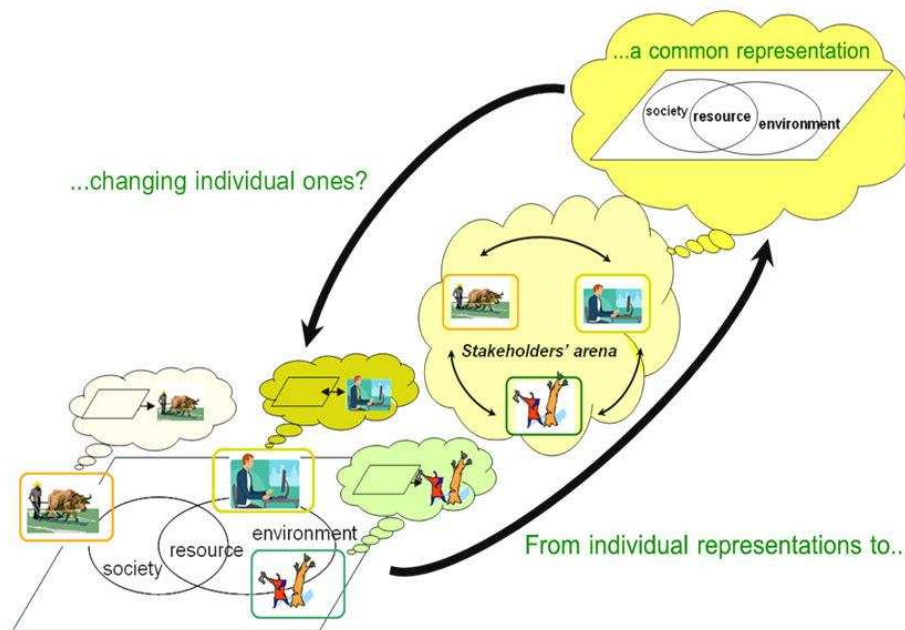 ...a common representation
society
resource
environment
...changing individual ones?
Stakeholders' arena
environment
resource
society
From individual representations to...